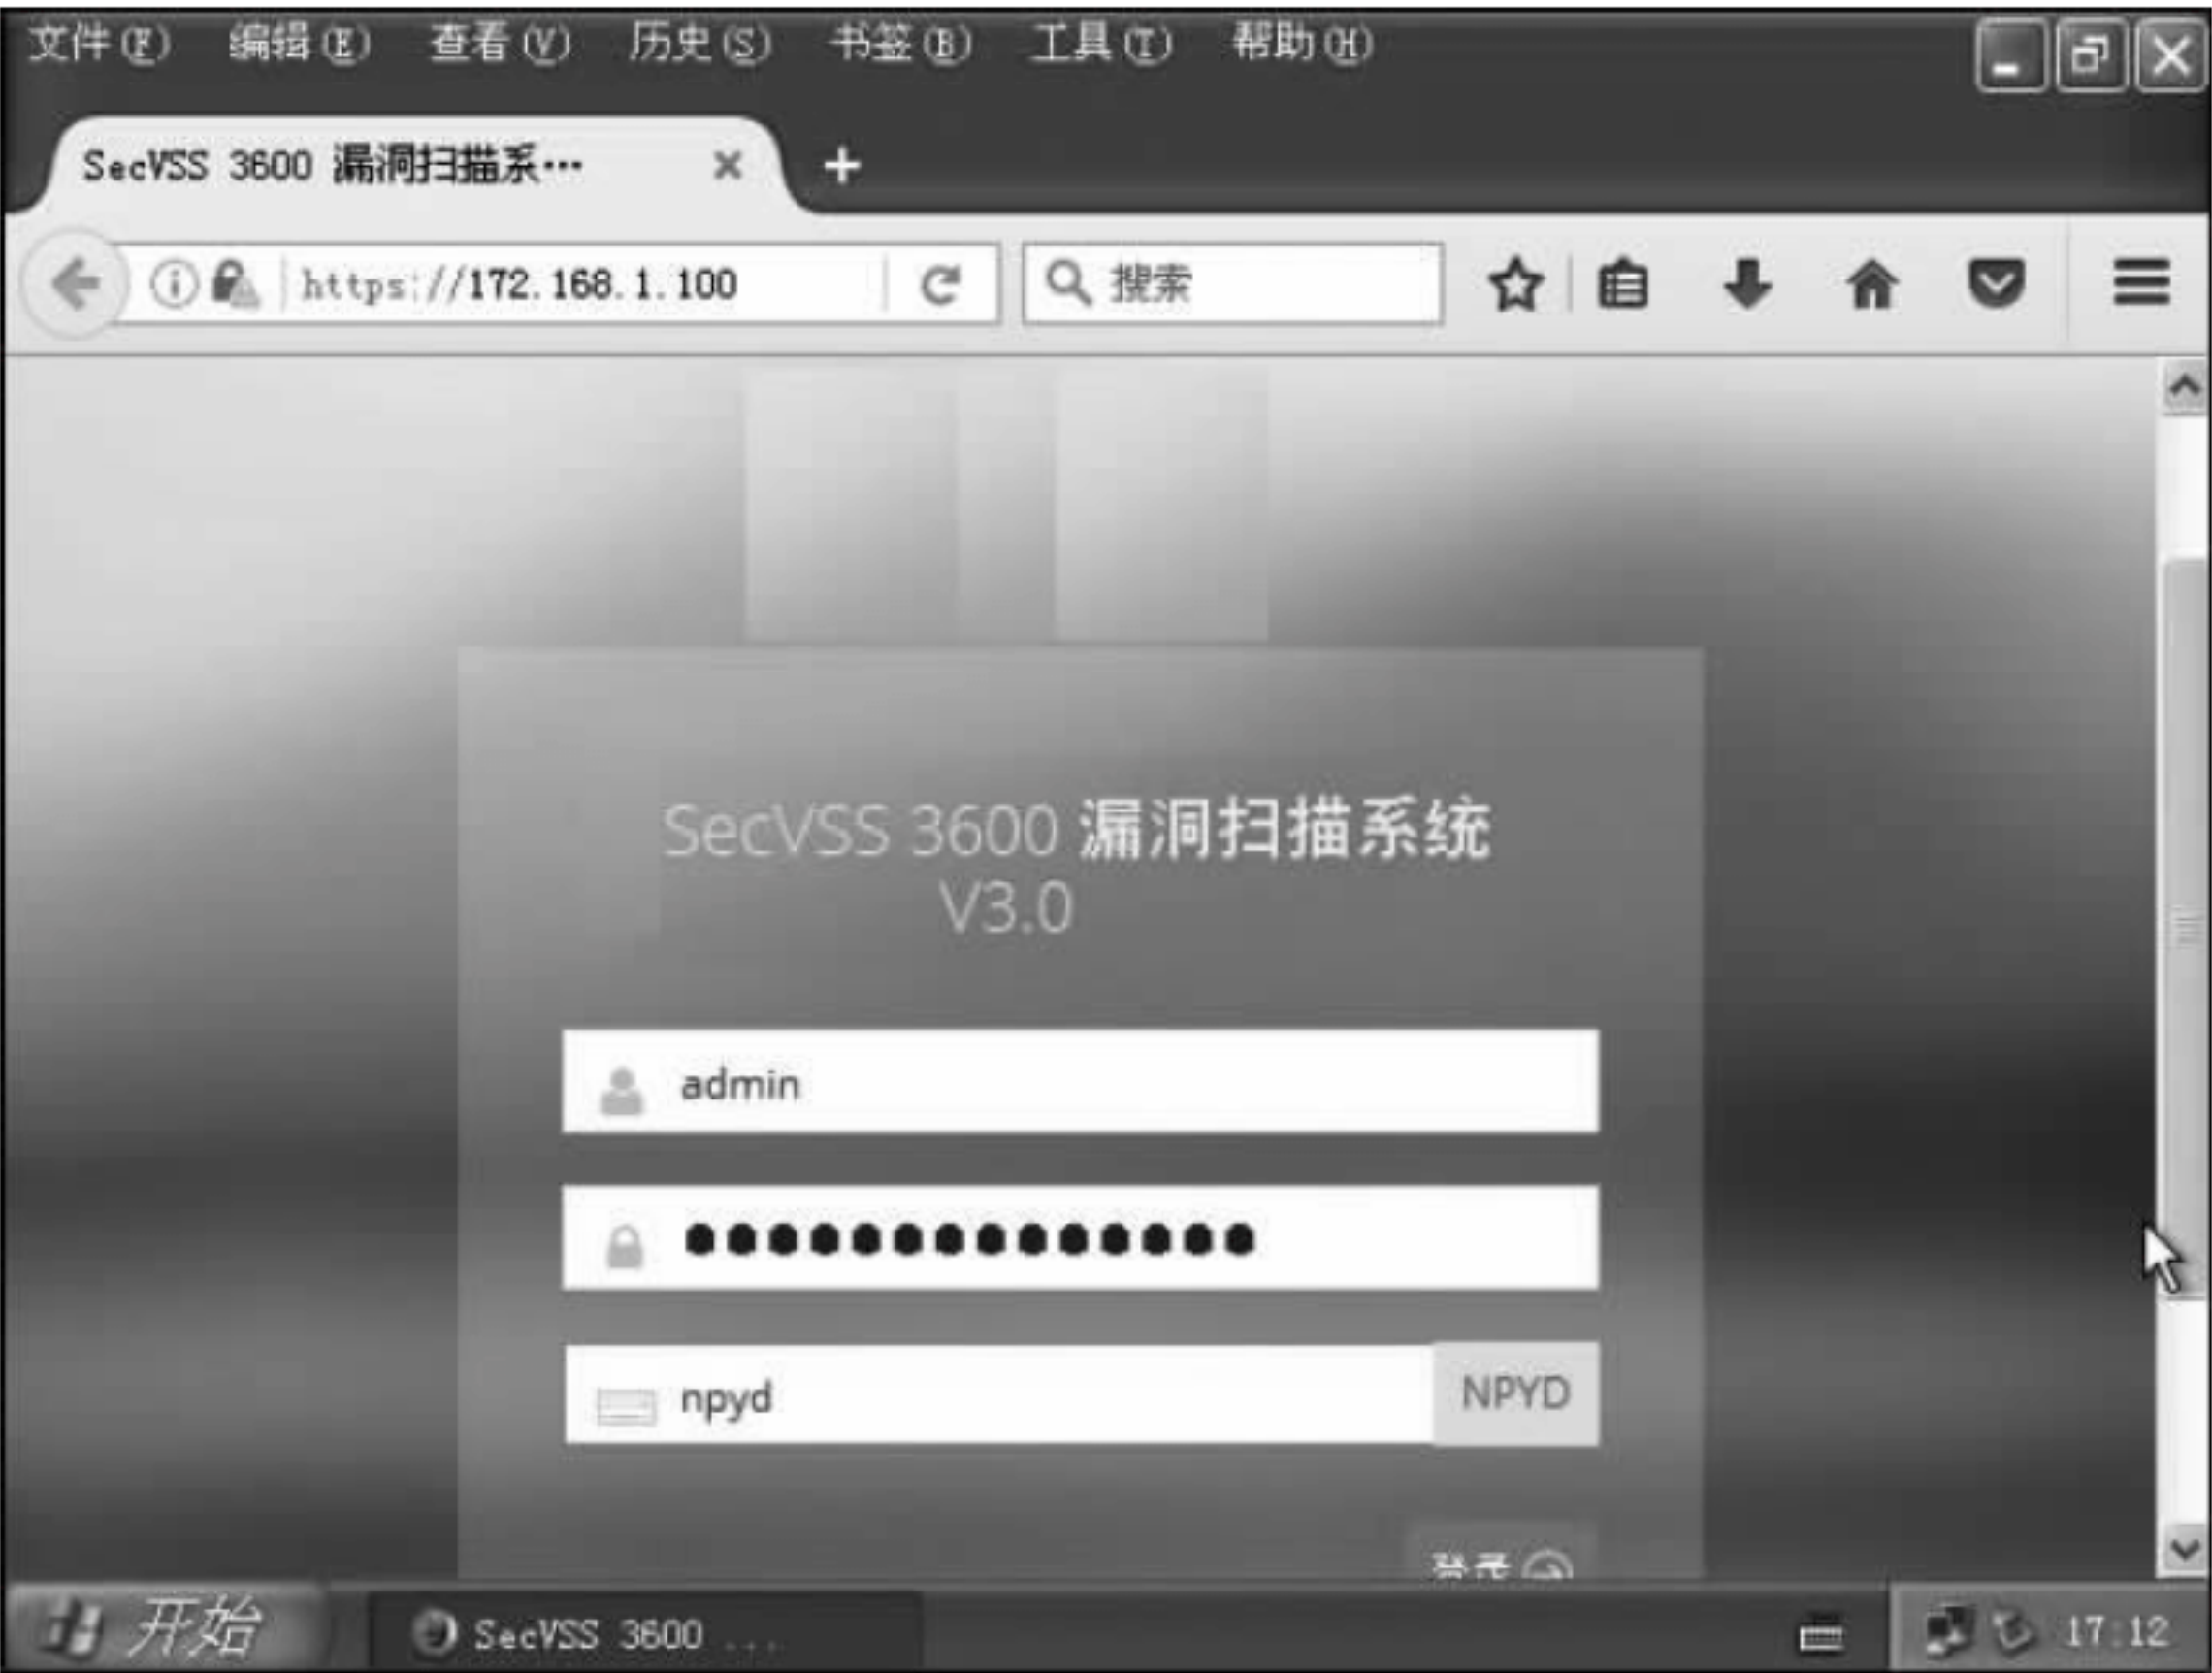 文件(F) 编辑(E) 查看(V) 历史(S) 书签(B) 工具(T) 帮助(H)
SecVSS 3600 漏洞扫描系…
https://172.168.1.100 搜索
SecVSS 3600 漏洞扫描系统
V3.0
admin
●●●●●●●●●●●●●●
npyd NPYD
登录
开始 SecVSS 3600 ... 17:12